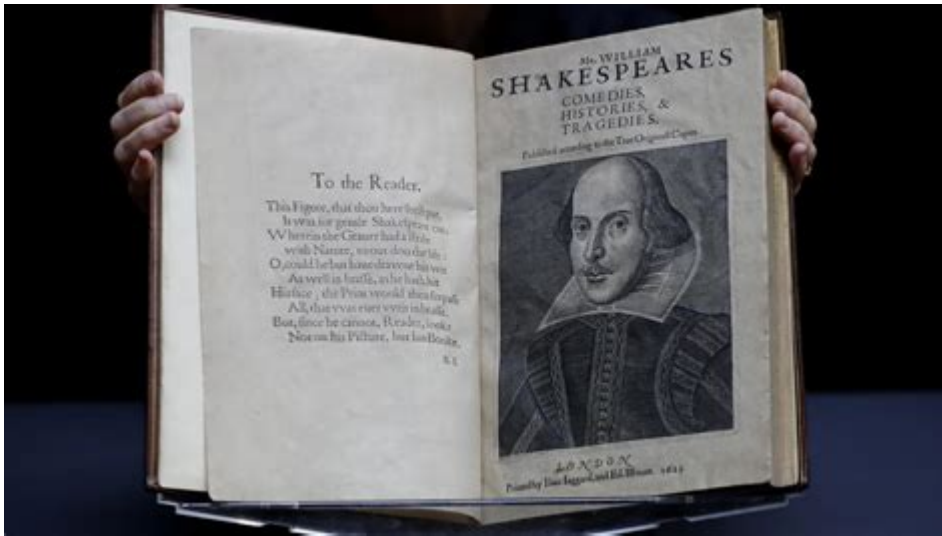 To the Reader.
This Figure, that thou here seest put,
It was for gentle Shakespeare cut;
Wherein the Grauer had a strife
with Nature, to out-doo the life:
O, could he but haue drawne his wit
As well in brasse, as he hath hit
His face; the Print would then surpasse
All, that vvas euer vvrit in brasse.
But, since he cannot, Reader, looke
Not on his Picture, but his Booke.
B. I.
Mr. WILLIAM
SHAKESPEARES
COMEDIES,
HISTORIES, &
TRAGEDIES.
Published according to the True Originall Copies.
LONDON
Printed by Isaac Iaggard, and Ed. Blount. 1623